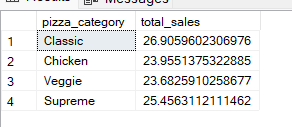 Messages
pizza_category total_sales
1 Classic 26.9059602306976
2 Chicken 23.9551375322885
3 Veggie 23.6825910258677
4 Supreme 25.4563112111462